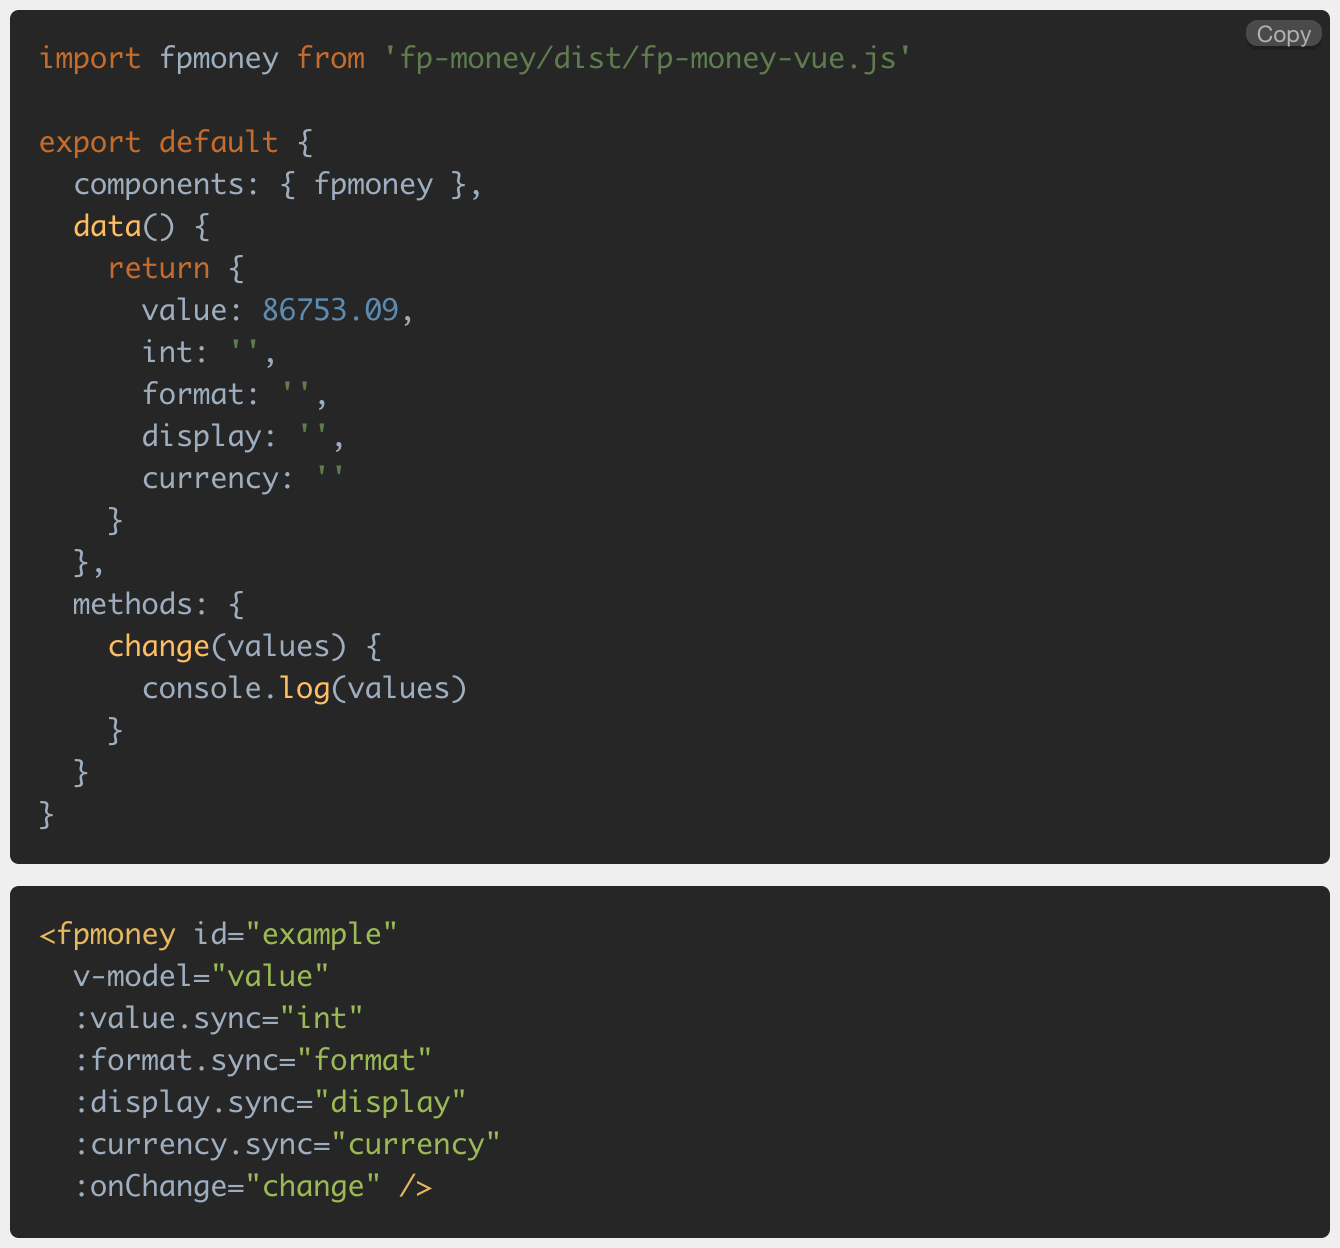 Copy
import fpmoney from 'fp-money/dist/fp-money-vue.js'

export default {
  components: { fpmoney },
  data() {
    return {
      value: 86753.09,
      int: '',
      format: '',
      display: '',
      currency: ''
    }
  },
  methods: {
    change(values) {
      console.log(values)
    }
  }
}

<fpmoney id="example"
  v-model="value"
  :value.sync="int"
  :format.sync="format"
  :display.sync="display"
  :currency.sync="currency"
  :onChange="change" />